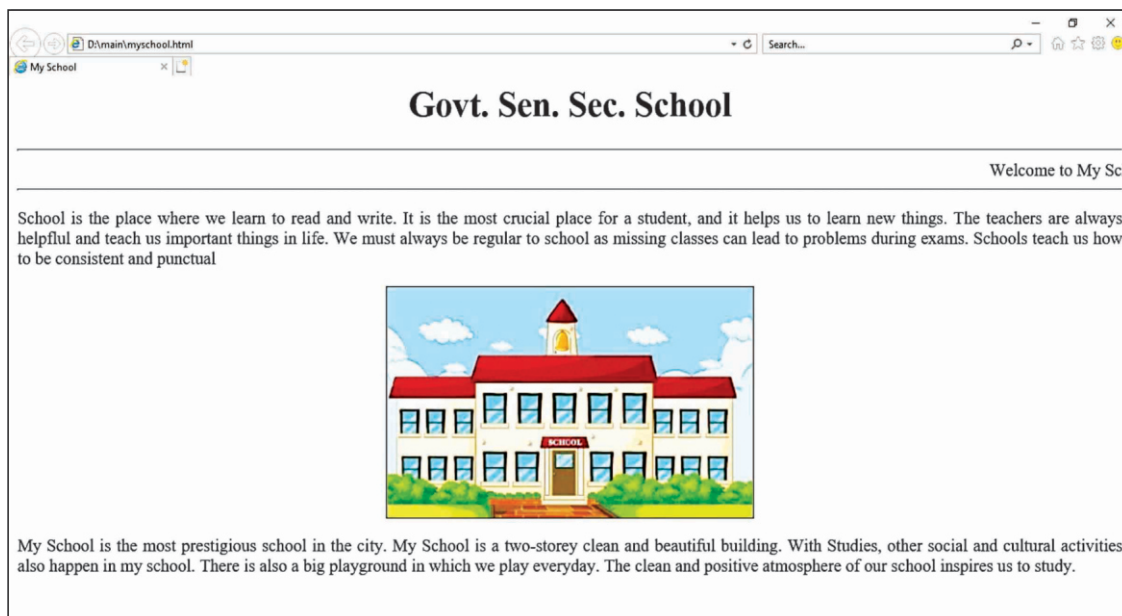 D:\main\myschool.html
Search...
My School
Govt. Sen. Sec. School
Welcome to My Sc
School is the place where we learn to read and write. It is the most crucial place for a student, and it helps us to learn new things. The teachers are always
helpflul and teach us important things in life. We must always be regular to school as missing classes can lead to problems during exams. Schools teach us how
to be consistent and punctual
SCHOOL
My School is the most prestigious school in the city. My School is a two-storey clean and beautiful building. With Studies, other social and cultural activities
also happen in my school. There is also a big playground in which we play everyday. The clean and positive atmosphere of our school inspires us to study.